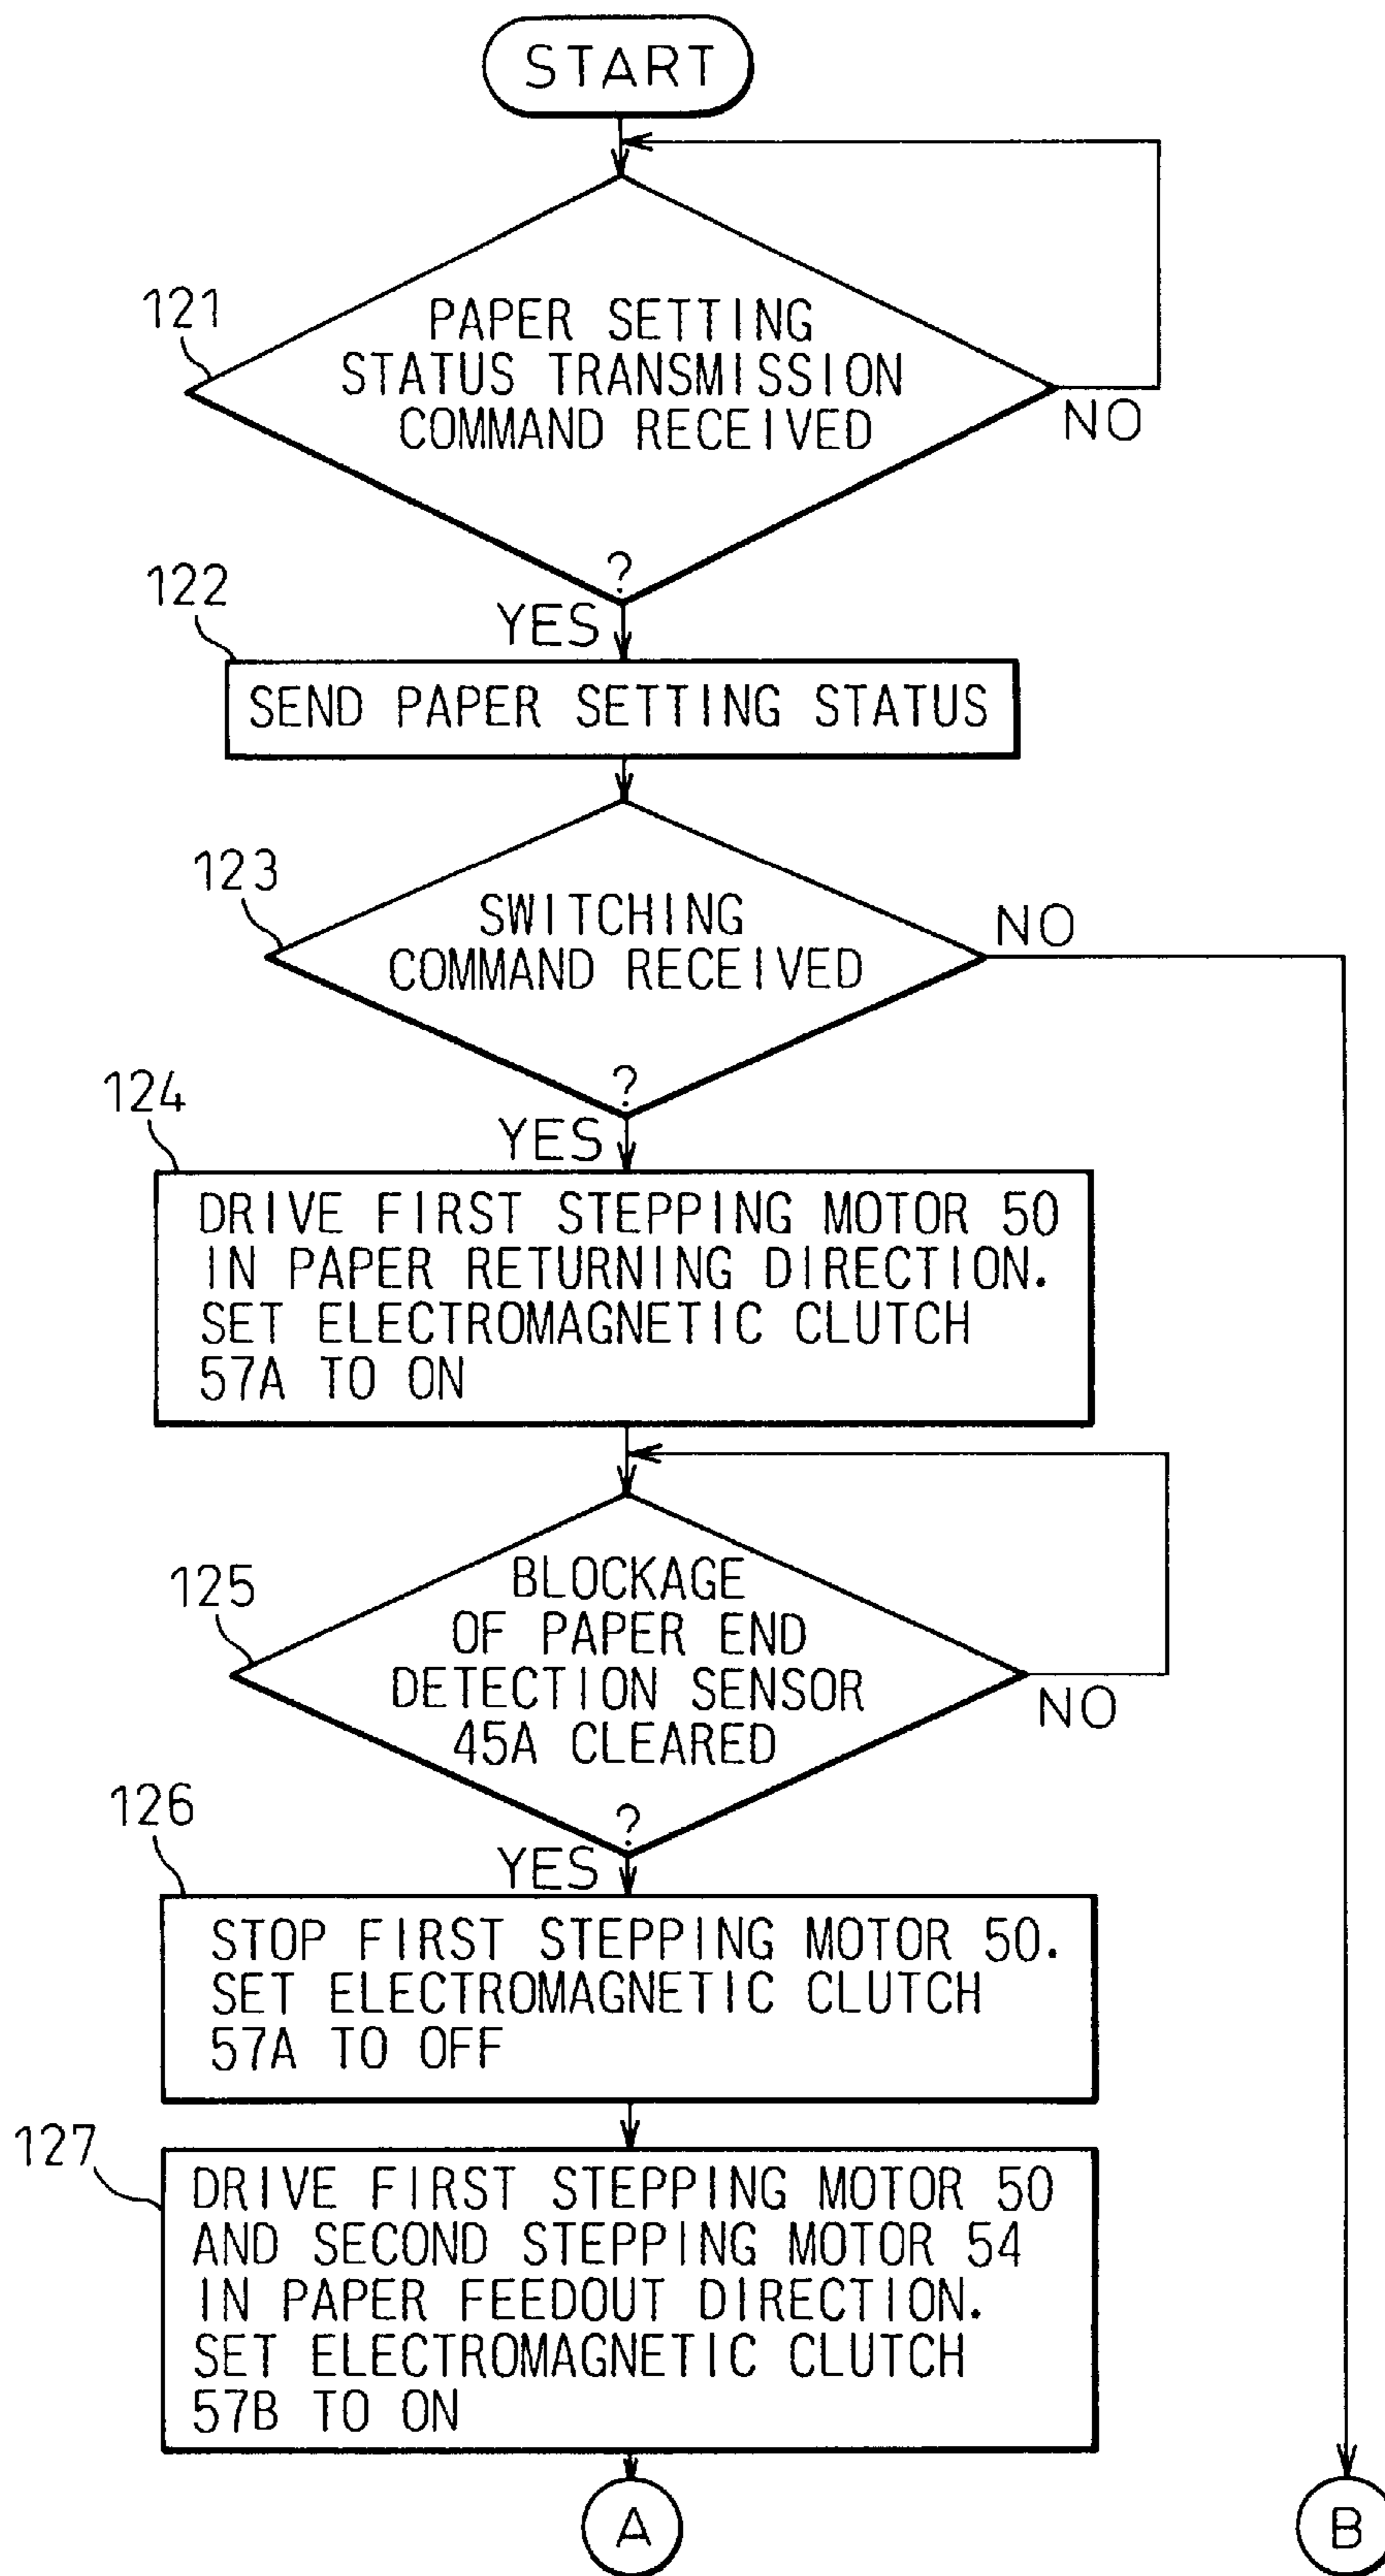 START
121
PAPER SETTING
STATUS TRANSMISSION
COMMAND RECEIVED
?
NO
YES
122
SEND PAPER SETTING STATUS
123
SWITCHING
COMMAND RECEIVED
?
NO
YES
124
DRIVE FIRST STEPPING MOTOR 50
IN PAPER RETURNING DIRECTION.
SET ELECTROMAGNETIC CLUTCH
57A TO ON
125
BLOCKAGE
OF PAPER END
DETECTION SENSOR
45A CLEARED
?
NO
YES
126
STOP FIRST STEPPING MOTOR 50.
SET ELECTROMAGNETIC CLUTCH
57A TO OFF
127
DRIVE FIRST STEPPING MOTOR 50
AND SECOND STEPPING MOTOR 54
IN PAPER FEEDOUT DIRECTION.
SET ELECTROMAGNETIC CLUTCH
57B TO ON
A
B